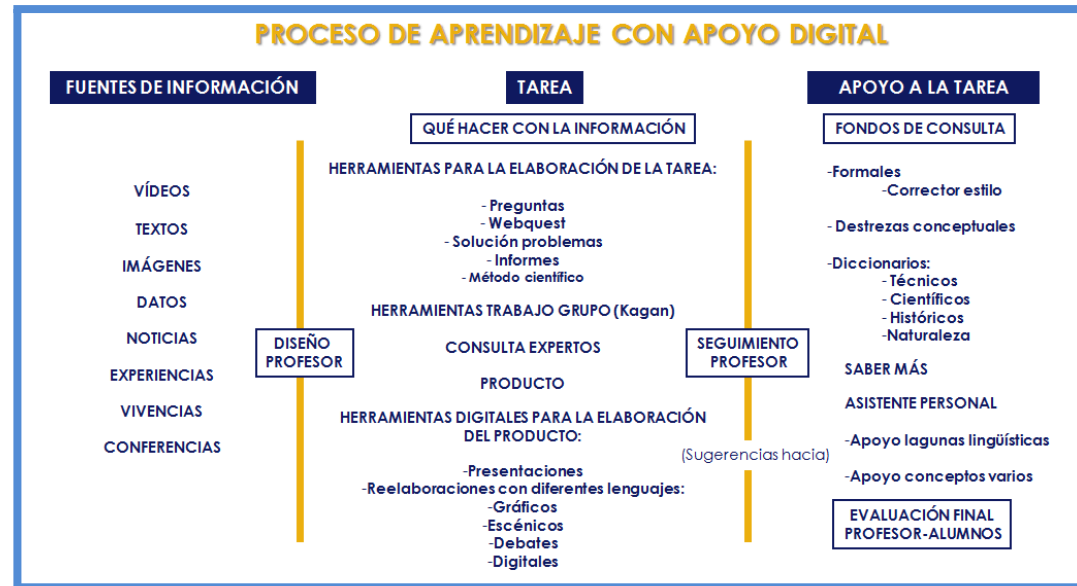 PROCESO DE APRENDIZAJE CON APOYO DIGITAL
FUENTES DE INFORMACIÓN
VÍDEOS
TEXTOS
IMÁGENES
DATOS
NOTICIAS
EXPERIENCIAS
VIVENCIAS
CONFERENCIAS
DISEÑO
PROFESOR
TAREA
QUÉ HACER CON LA INFORMACIÓN
HERRAMIENTAS PARA LA ELABORACIÓN DE LA TAREA:
- Preguntas
- Webquest
- Solución problemas
- Informes
- Método científico
HERRAMIENTAS TRABAJO GRUPO (Kagan)
CONSULTA EXPERTOS
PRODUCTO
HERRAMIENTAS DIGITALES PARA LA ELABORACIÓN
DEL PRODUCTO:
-Presentaciones
-Reelaboraciones con diferentes lenguajes:
-Gráficos
-Escénicos
-Debates
-Digitales
SEGUIMIENTO
PROFESOR
(Sugerencias hacia)
APOYO A LA TAREA
FONDOS DE CONSULTA
-Formales
-Corrector estilo
- Destrezas conceptuales
-Diccionarios:
- Técnicos
- Científicos
- Históricos
-Naturaleza
SABER MÁS
ASISTENTE PERSONAL
-Apoyo lagunas lingüísticas
-Apoyo conceptos varios
EVALUACIÓN FINAL
PROFESOR-ALUMNOS